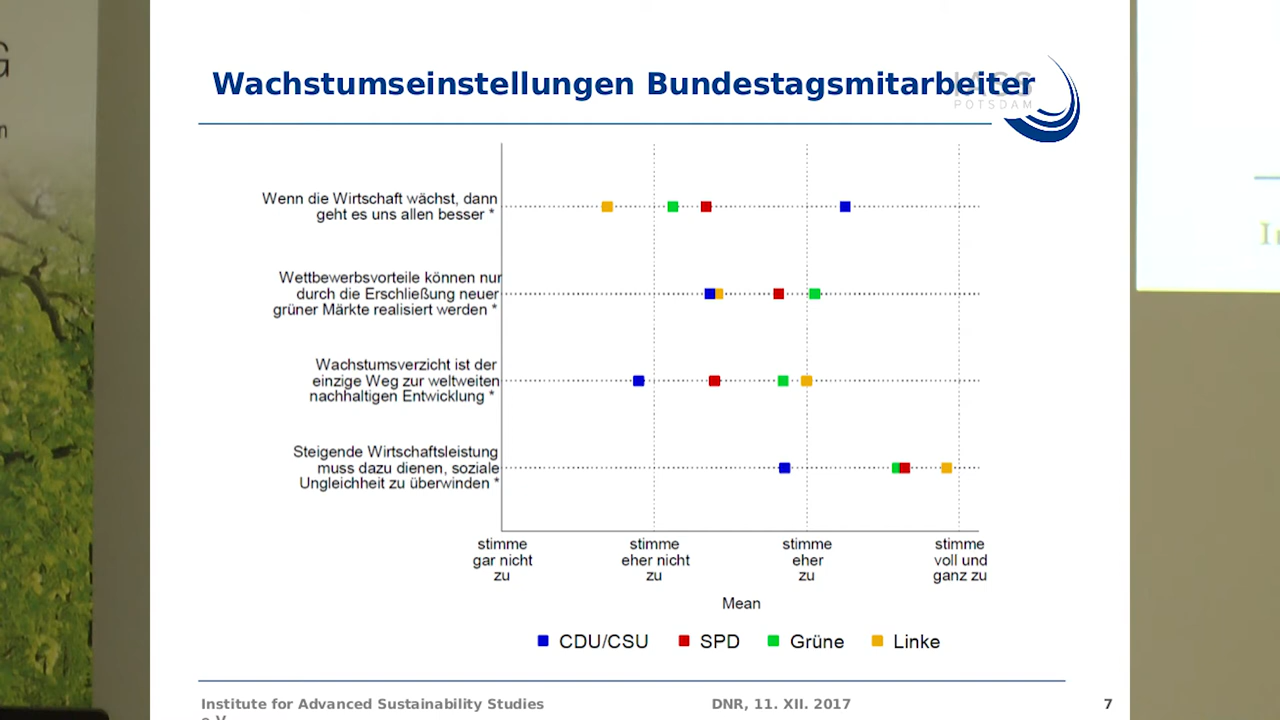 G
n
Wachstumseinstellungen Bundestagsmitarbeiter
IASS
POTSDAM
Wenn die Wirtschaft wächst, dann
geht es uns allen besser *
Wettbewerbsvorteile können nur
durch die Erschließung neuer
grüner Märkte realisiert werden *
Wachstumsverzicht ist der
einzige Weg zur weltweiten
nachhaltigen Entwicklung *
Steigende Wirtschaftsleistung
muss dazu dienen, soziale
Ungleichheit zu überwinden *
stimme stimme stimme stimme
gar nicht eher nicht eher voll und
zu zu zu ganz zu
Mean
CDU/CSU SPD Grüne Linke
Institute for Advanced Sustainability Studies DNR, 11. XII. 2017 7
e.V.